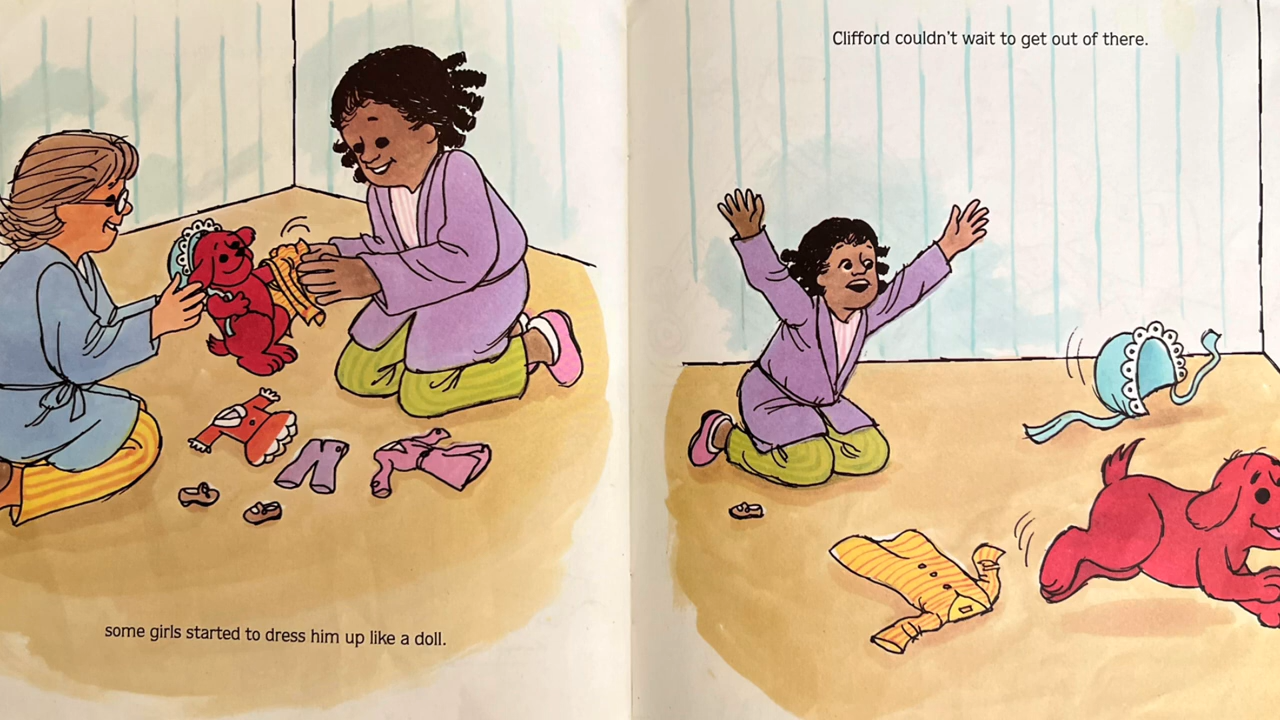 some girls started to dress him up like a doll.
Clifford couldn't wait to get out of there.